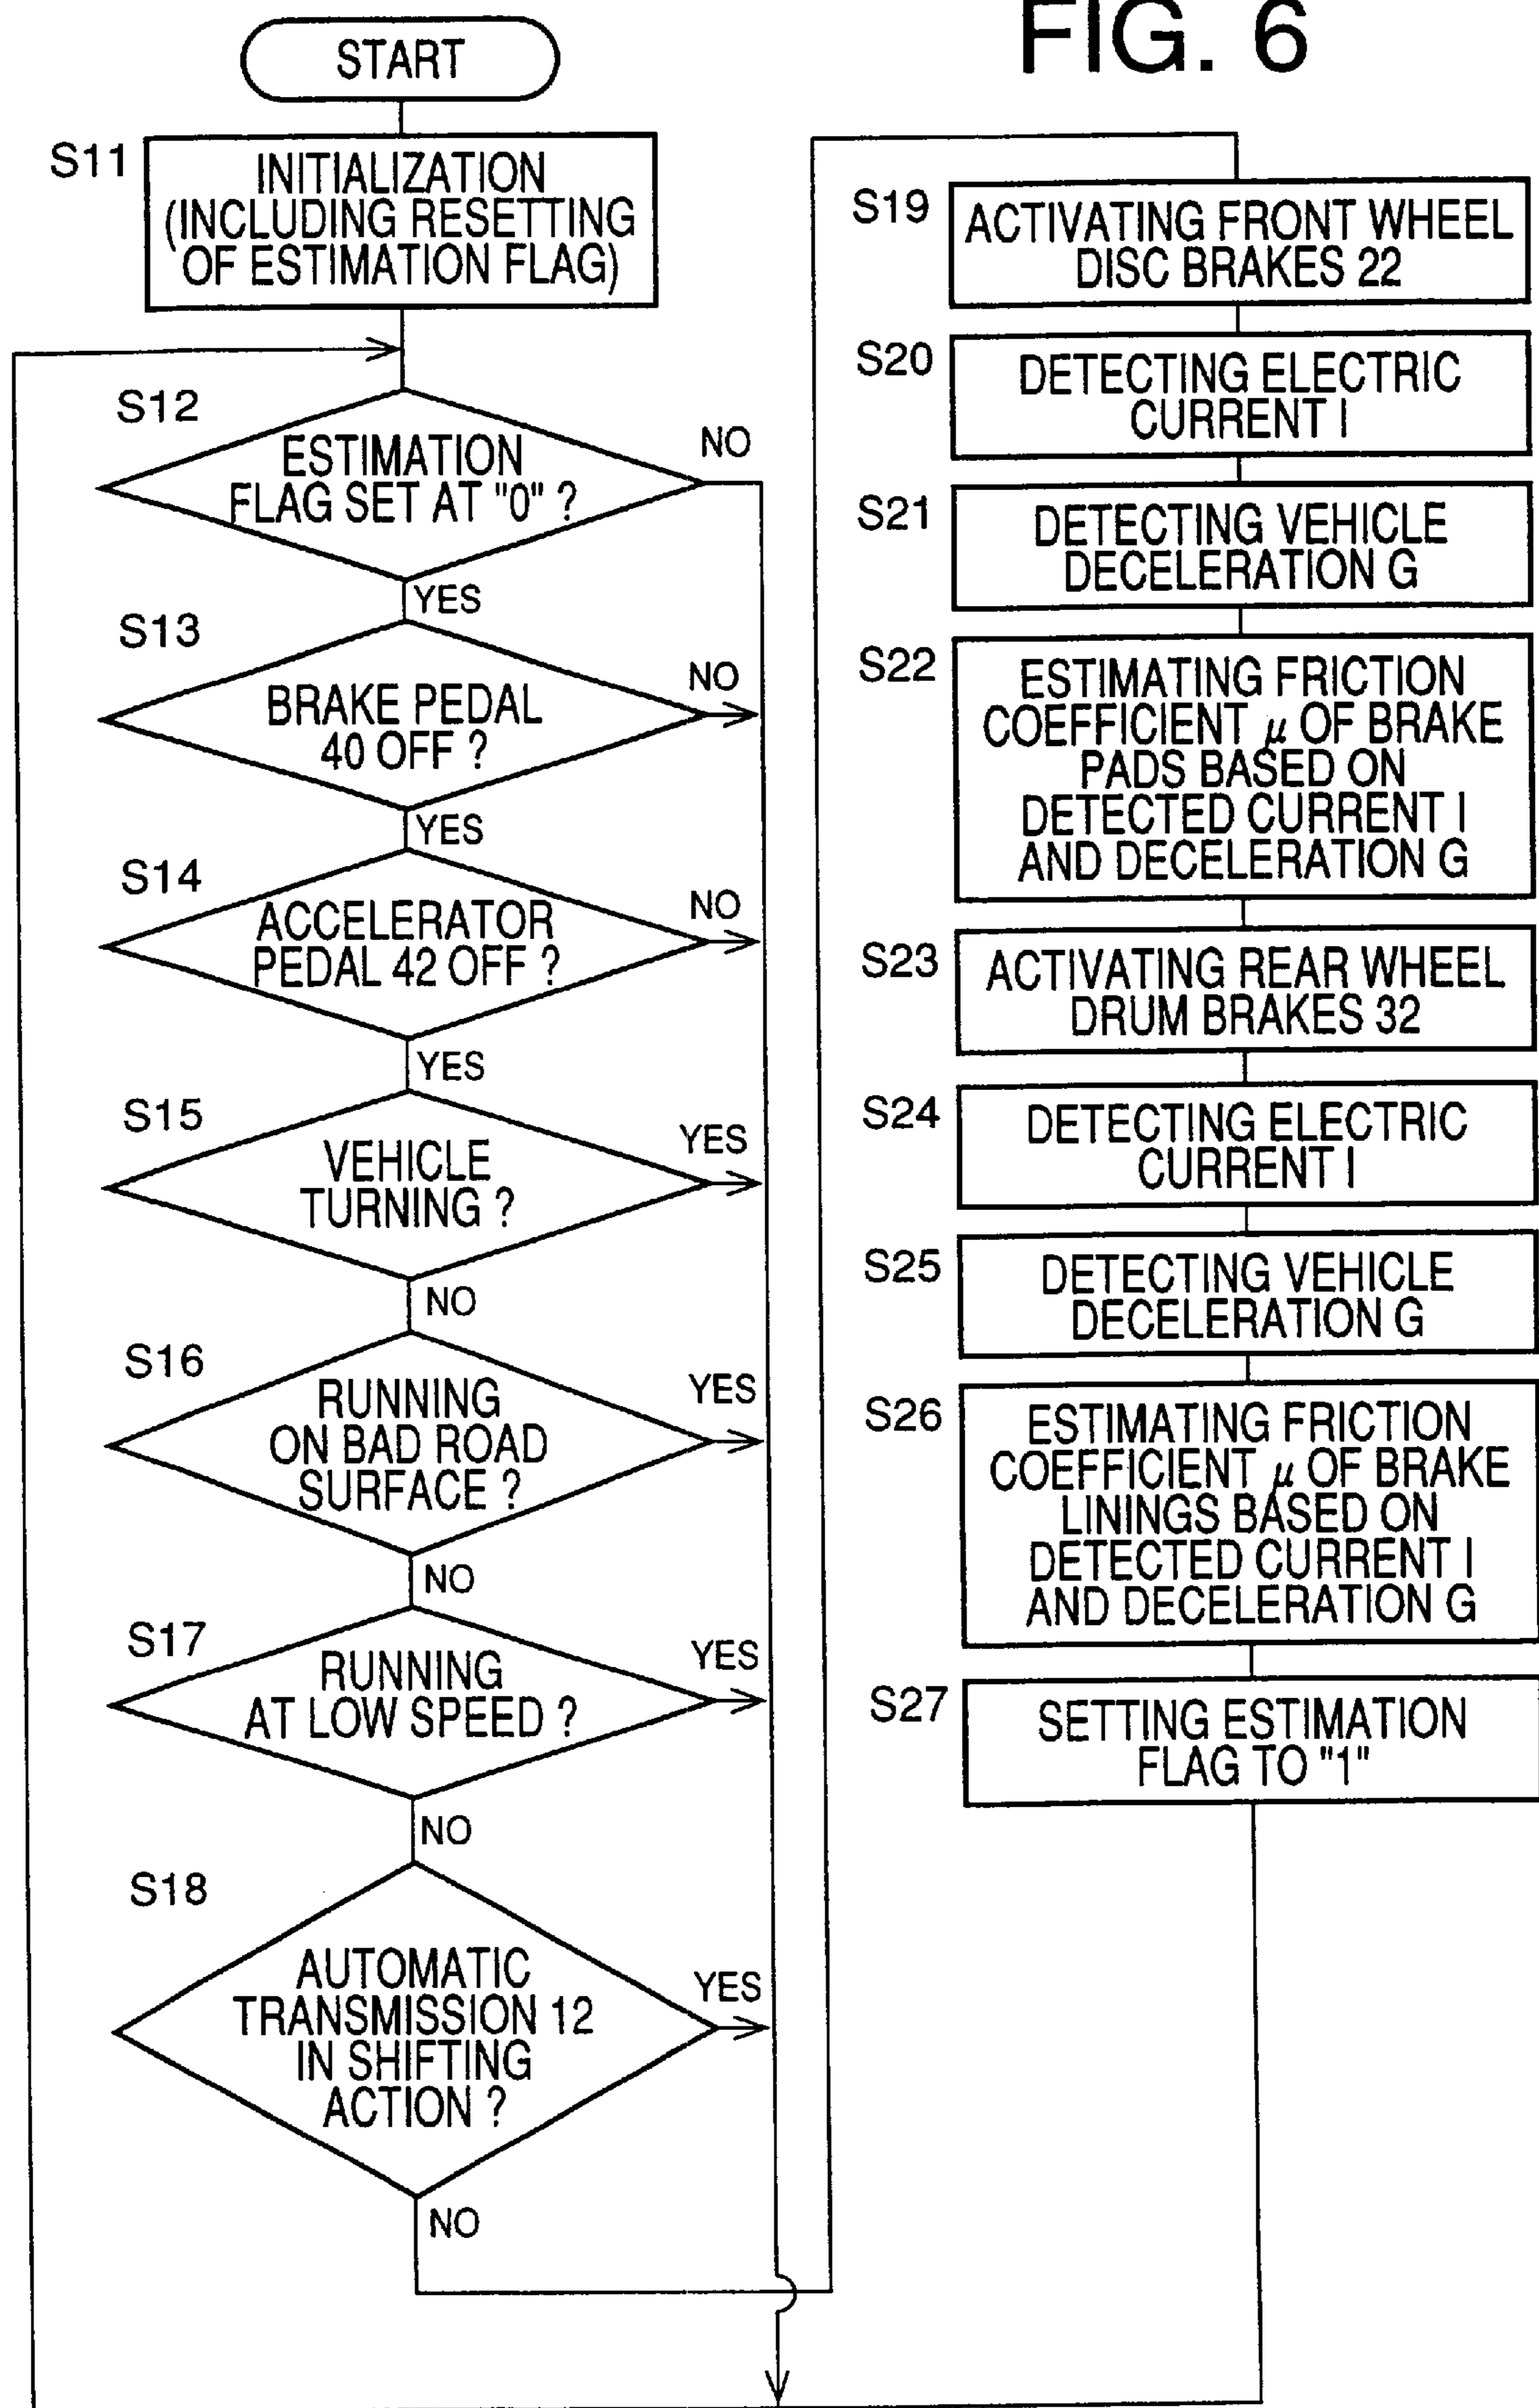 FIG. 6
START
S11
INITIALIZATION
(INCLUDING RESETTING
OF ESTIMATION FLAG)
S12
ESTIMATION
FLAG SET AT "0" ?
NO
YES
S13
BRAKE PEDAL
40 OFF ?
NO
YES
S14
ACCELERATOR
PEDAL 42 OFF ?
NO
YES
S15
VEHICLE
TURNING ?
YES
NO
S16
RUNNING
ON BAD ROAD
SURFACE ?
YES
NO
S17
RUNNING
AT LOW SPEED ?
YES
NO
S18
AUTOMATIC
TRANSMISSION 12
IN SHIFTING
ACTION ?
YES
NO
S19
ACTIVATING FRONT WHEEL
DISC BRAKES 22
S20
DETECTING ELECTRIC
CURRENT I
S21
DETECTING VEHICLE
DECELERATION G
S22
ESTIMATING FRICTION
COEFFICIENT μ OF BRAKE
PADS BASED ON
DETECTED CURRENT I
AND DECELERATION G
S23
ACTIVATING REAR WHEEL
DRUM BRAKES 32
S24
DETECTING ELECTRIC
CURRENT I
S25
DETECTING VEHICLE
DECELERATION G
S26
ESTIMATING FRICTION
COEFFICIENT μ OF BRAKE
LININGS BASED ON
DETECTED CURRENT I
AND DECELERATION G
S27
SETTING ESTIMATION
FLAG TO "1"